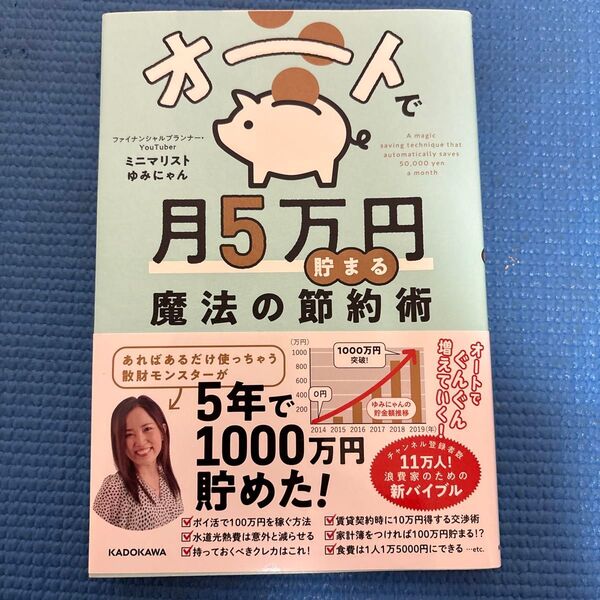 オートで
ファイナンシャルプランナー・
YouTuber
ミニマリスト
ゆみにゃん
A magic
saving technique that
automatically saves
50,000 yen
a month
月5万円
貯まる
魔法の節約術
あればあるだけ使っちゃう
散財モンスターが
5年で
1000万円
貯めた!
(万円)
1000
800
600
400
200
0円
1000万円
突破!
ゆみにゃんの
貯金額推移
2014 2015 2016 2017 2018 2019(年)
オートで
ぐんぐん
増えていく!
チャンネル登録者数
11万人!
浪費家のための
新バイブル
ポイ活で100万円を稼ぐ方法
水道光熱費は意外と減らせる
持っておくべきクレカはこれ!
賃貸契約時に10万円得する交渉術
家計簿をつければ100万円貯まる!?
食費は1人1万5000円にできる …etc.
KADOKAWA